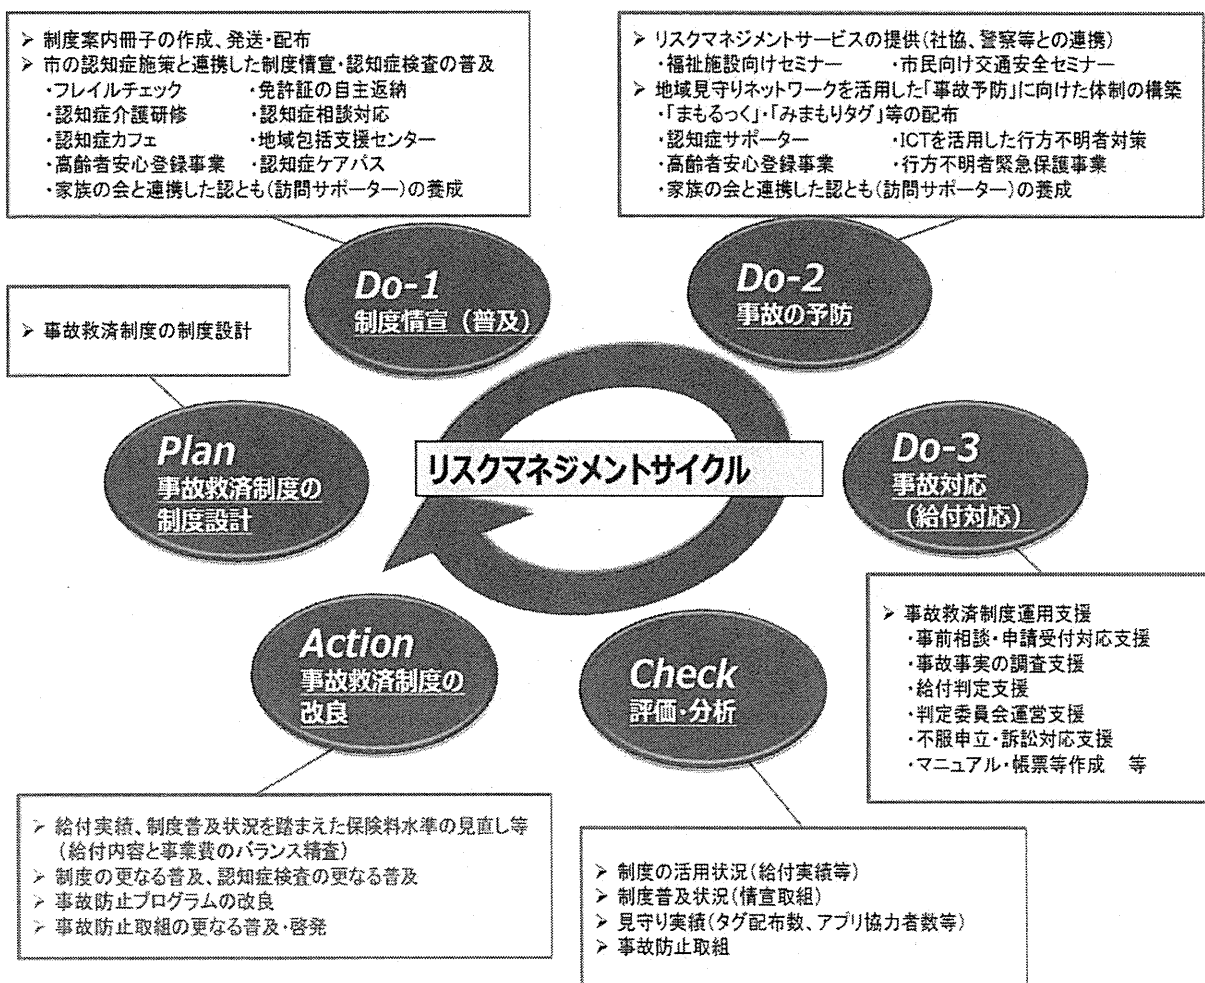 ➢ 制度案内冊子の作成、発送・配布
➢ 市の認知症施策と連携した制度情宣・認知症検査の普及
・フレイルチェック ・免許証の自主返納
・認知症介護研修 ・認知症相談対応
・認知症カフェ ・地域包括支援センター
・高齢者安心登録事業 ・認知症ケアパス
・家族の会と連携した認とも(訪問サポーター)の養成
➢ リスクマネジメントサービスの提供(社協、警察等との連携)
・福祉施設向けセミナー ・市民向け交通安全セミナー
➢ 地域見守りネットワークを活用した「事故予防」に向けた体制の構築
・「まもるっく」・「みまもりタグ」等の配布
・認知症サポーター ・ICTを活用した行方不明者対策
・高齢者安心登録事業 ・行方不明者緊急保護事業
・家族の会と連携した認とも(訪問サポーター)の養成
Do-1
制度情宣(普及)
Do-2
事故の予防
➢ 事故救済制度の制度設計
Plan
事故救済制度の
制度設計
リスクマネジメントサイクル
Do-3
事故対応
(給付対応)
➢ 事故救済制度運用支援
・事前相談・申請受付対応支援
・事故事実の調査支援
・給付判定支援
・判定委員会運営支援
・不服申立・訴訟対応支援
・マニュアル・帳票等作成 等
Action
事故救済制度の
改良
Check
評価・分析
➢ 給付実績、制度普及状況を踏まえた保険料水準の見直し等
(給付内容と事業費のバランス精査)
➢ 制度の更なる普及、認知症検査の更なる普及
➢ 事故防止プログラムの改良
➢ 事故防止取組の更なる普及・啓発
➢ 制度の活用状況(給付実績等)
➢ 制度普及状況(情宣取組)
➢ 見守り実績(タグ配布数、アプリ協力者数等)
➢ 事故防止取組